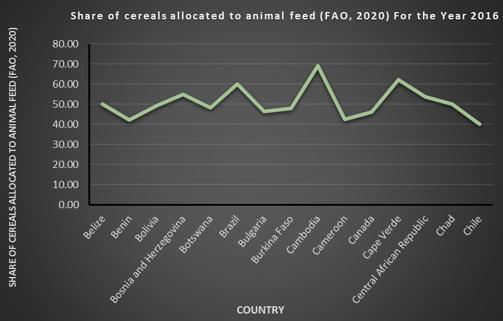 Share of cereals allocated to animal feed (FAO, 2020) For the Year 2016
SHARE OF CEREALS ALLOCATED TO ANIMAL FEED (FAO, 2020)
80.00
70.00
60.00
50.00
40.00
30.00
20.00
10.00
0.00
Belize
Benin
Bolivia
Bosnia and Herzegovina
Botswana
Brazil
Bulgaria
Burkina Faso
Cambodia
Cameroon
Canada
Cape Verde
Central African Republic
Chad
Chile
COUNTRY